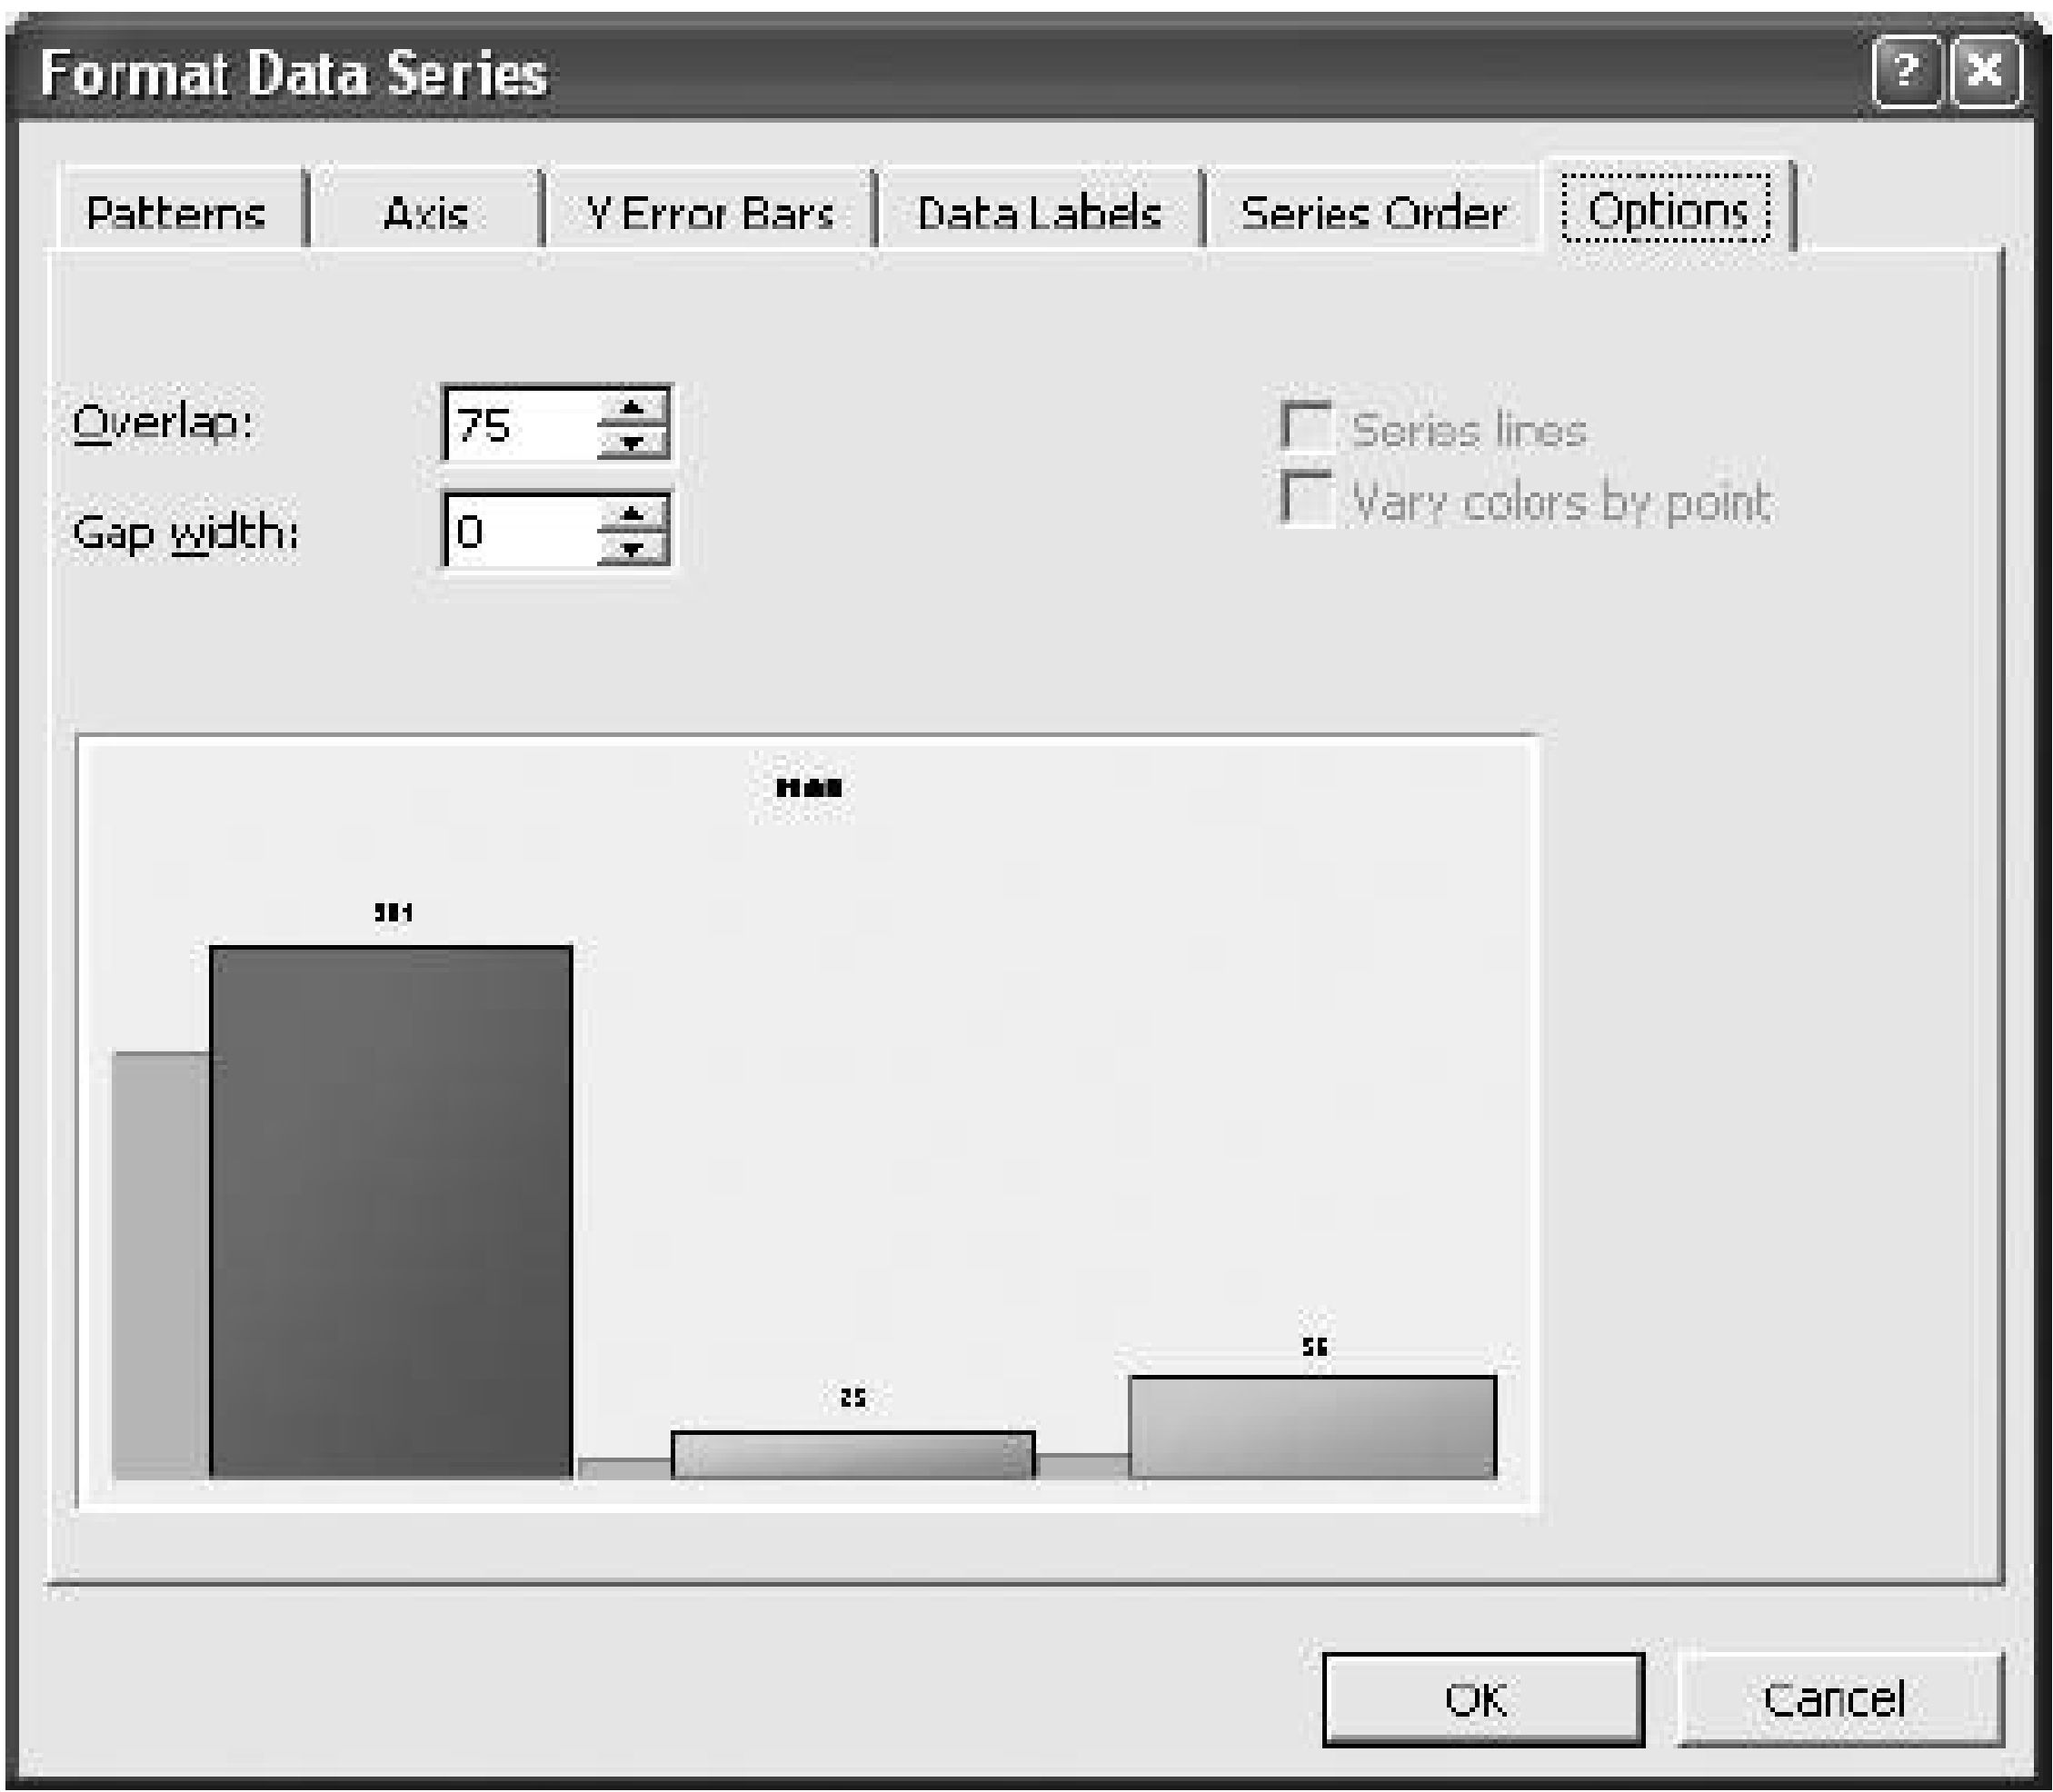 Format Data Series
Patterns Axis Y Error Bars Data Labels Series Order Options
Overlap: 75
Series lines
Gap width: 0
Vary colors by point
25
56
OK Cancel